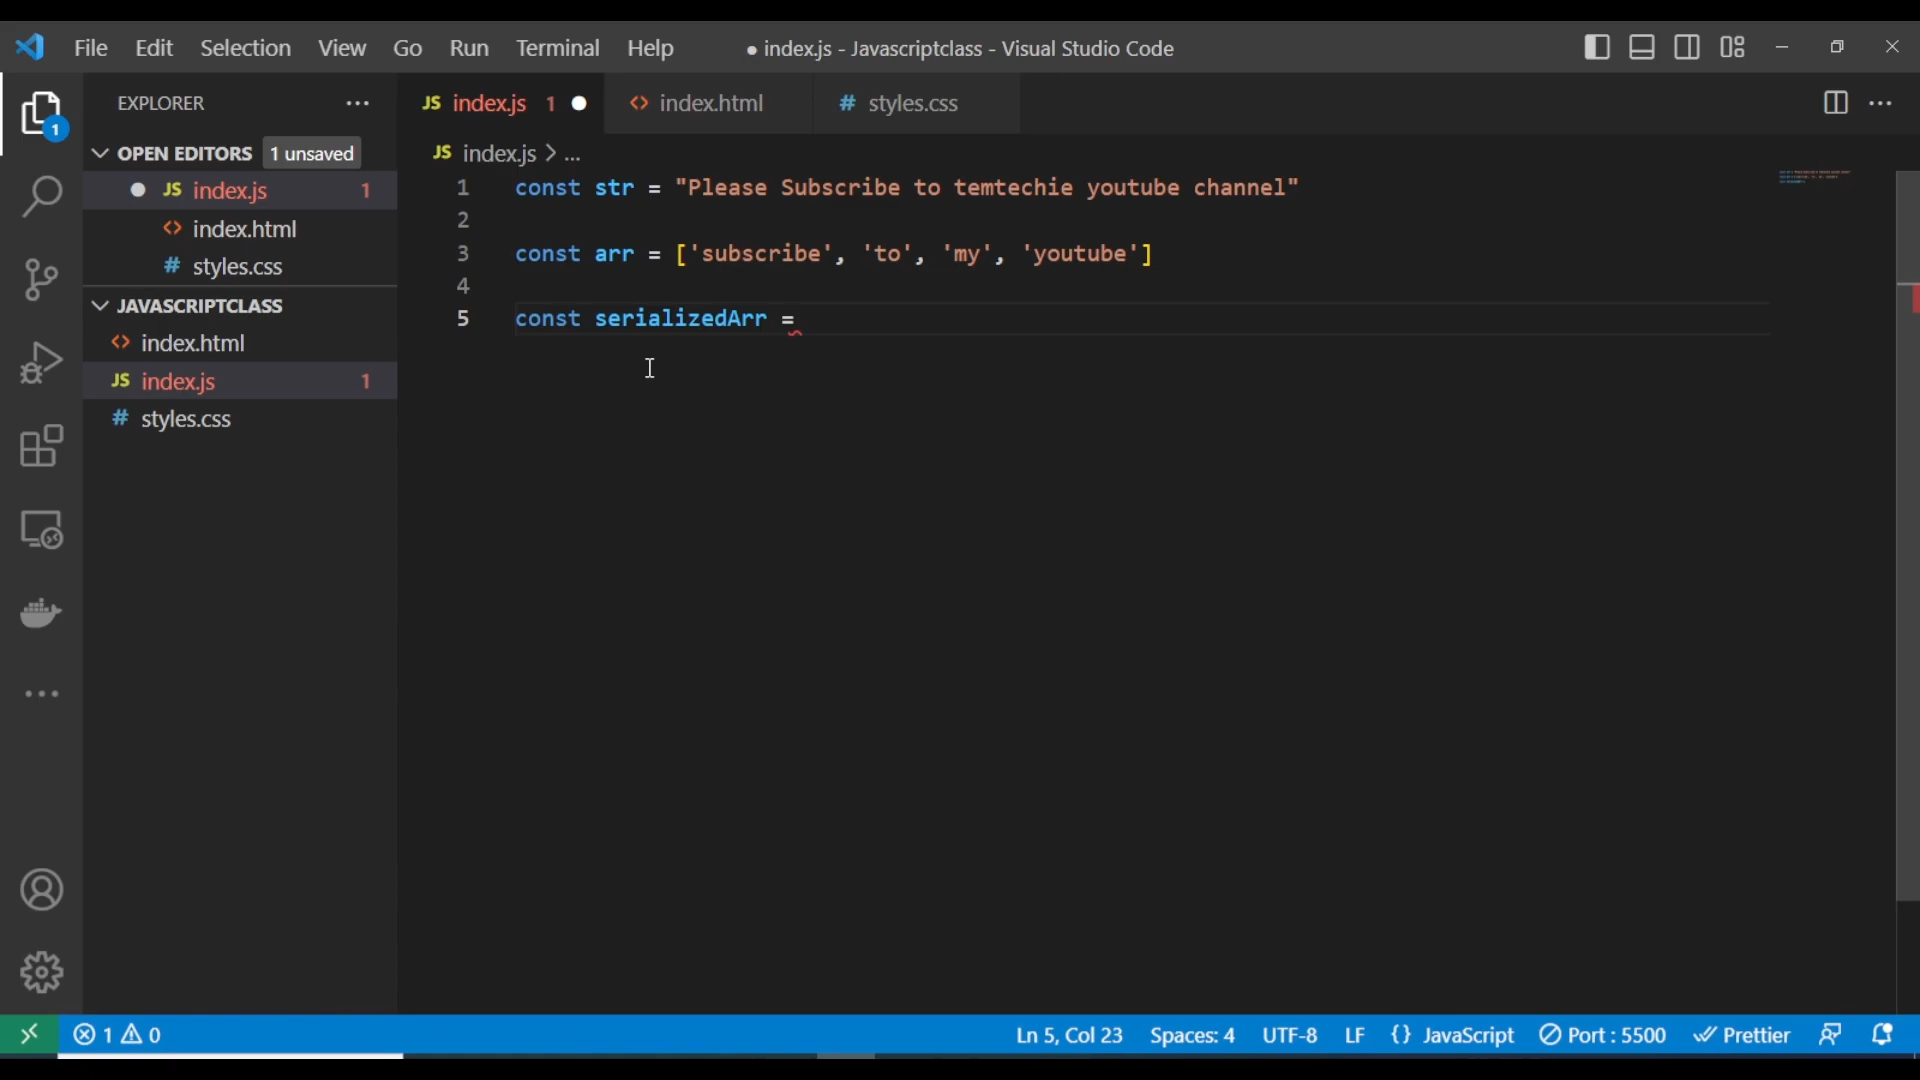 File Edit Selection View Go Run Terminal Help ● index.js - Javascriptclass - Visual Studio Code
EXPLORER ···
JS index.js 1 ● <> index.html # styles.css
OPEN EDITORS 1 unsaved
JS index.js > ...
● JS index.js 1
<> index.html
# styles.css
JAVASCRIPTCLASS
<> index.html
JS index.js 1
# styles.css
1
1 const str = "Please Subscribe to temtechie youtube channel"
2
3 const arr = ['subscribe', 'to', 'my', 'youtube']
4
5 const serializedArr =
1 0 Ln 5, Col 23 Spaces: 4 UTF-8 LF {} JavaScript Port : 5500 Prettier